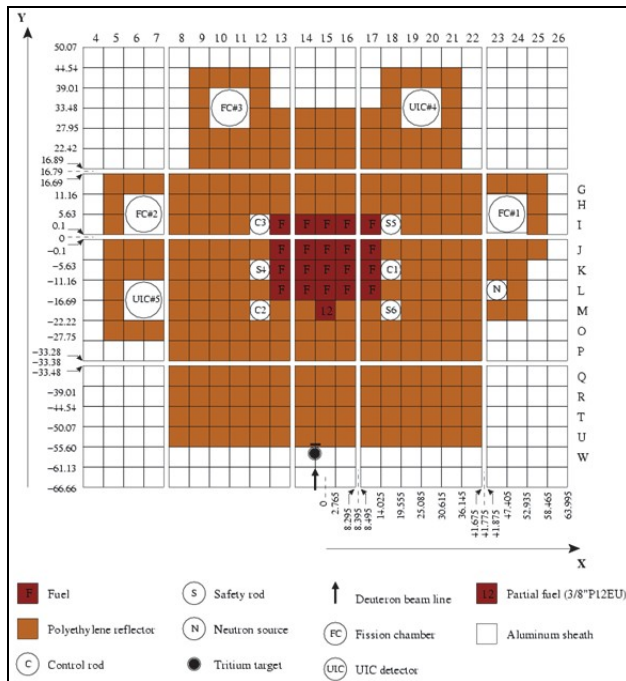 Y
4 5 6 7 8 9 10 11 12 13 14 15 16 17 18 19 20 21 22 23 24 25 26
50.07
44.54
39.01
33.48 FC#3 UIC#4
27.95
22.42
16.89
16.79
16.69 G
11.16 H
FC#2 FC#1
5.63 C3 F F F F F S5 I
0.1
0
−0.1 F F F F F J
−5.63 S4 F F F F F C1 K
−11.16 UIC#5 F F F F F N L
−16.69 C2 12 S6 M
−22.22 O
−27.75 P
−33.28
−33.38
−33.48 Q
−39.01 R
−44.54 T
−50.07 U
−55.60 W
−61.13
−66.66
0 2.765 8.295 8.395 8.495 14.025 19.555 25.085 30.615 36.145 41.675 41.775 41.875 47.405 52.935 58.465 63.995
X
F Fuel S Safety rod Deuteron beam line 12 Partial fuel (3/8"P12EU)
Polyethylene reflector N Neutron source FC Fission chamber Aluminum sheath
C Control rod Tritium target UIC UIC detector